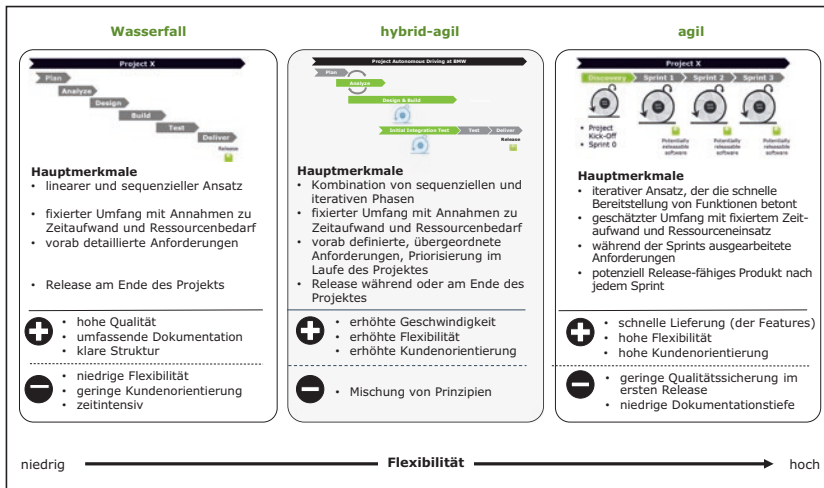 Wasserfall
Project X
Plan
Analyze
Design
Build
Test
Deliver
Release
Hauptmerkmale
• linearer und sequenzieller Ansatz
• fixierter Umfang mit Annahmen zu
Zeitaufwand und Ressourcenbedarf
• vorab detaillierte Anforderungen
• Release am Ende des Projekts
• hohe Qualität
• umfassende Dokumentation
• klare Struktur
• niedrige Flexibilität
• geringe Kundenorientierung
• zeitintensiv
hybrid-agil
Project Autonomous Driving at BMW
Plan
Analyze
Design & Build
Initial Integration Test
Test
Deliver
Release
Hauptmerkmale
• Kombination von sequenziellen und
iterativen Phasen
• fixierter Umfang mit Annahmen zu
Zeitaufwand und Ressourcenbedarf
• vorab definierte, übergeordnete
Anforderungen, Priorisierung im
Laufe des Projektes
• Release während oder am Ende des
Projektes
• erhöhte Geschwindigkeit
• erhöhte Flexibilität
• erhöhte Kundenorientierung
• Mischung von Prinzipien
agil
Project X
Discovery
Sprint 1
Sprint 2
Sprint 3
• Project
Kick-Off
• Sprint 0
Potentially
releasable
software
Potentially
releasable
software
Potentially
releasable
software
Hauptmerkmale
• iterativer Ansatz, der die schnelle
Bereitstellung von Funktionen betont
• geschätzter Umfang mit fixiertem Zeit-
aufwand und Ressourceneinsatz
• während der Sprints ausgearbeitete
Anforderungen
• potenziell Release-fähiges Produkt nach
jedem Sprint
• schnelle Lieferung (der Features)
• hohe Flexibilität
• hohe Kundenorientierung
• geringe Qualitätssicherung im
ersten Release
• niedrige Dokumentationstiefe
niedrig
Flexibilität
hoch